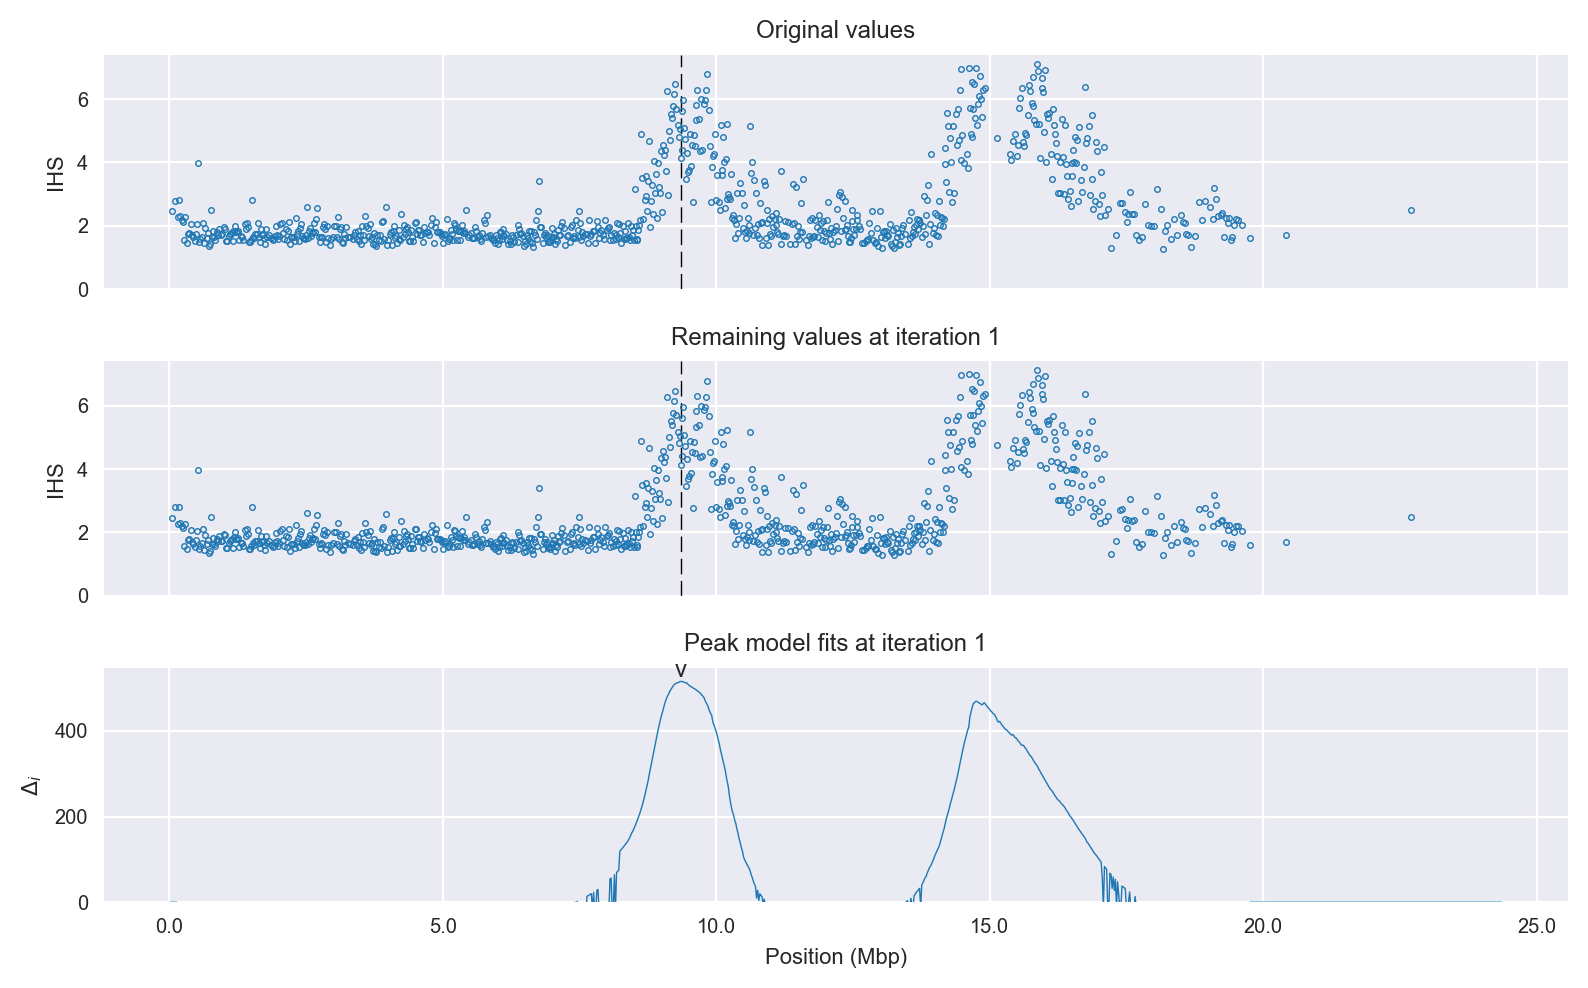 Original values
6
4
2
0
IHS
Remaining values at iteration 1
6
4
2
0
IHS
Peak model fits at iteration 1
v
400
200
0
Δi
0.0 5.0 10.0 15.0 20.0 25.0
Position (Mbp)